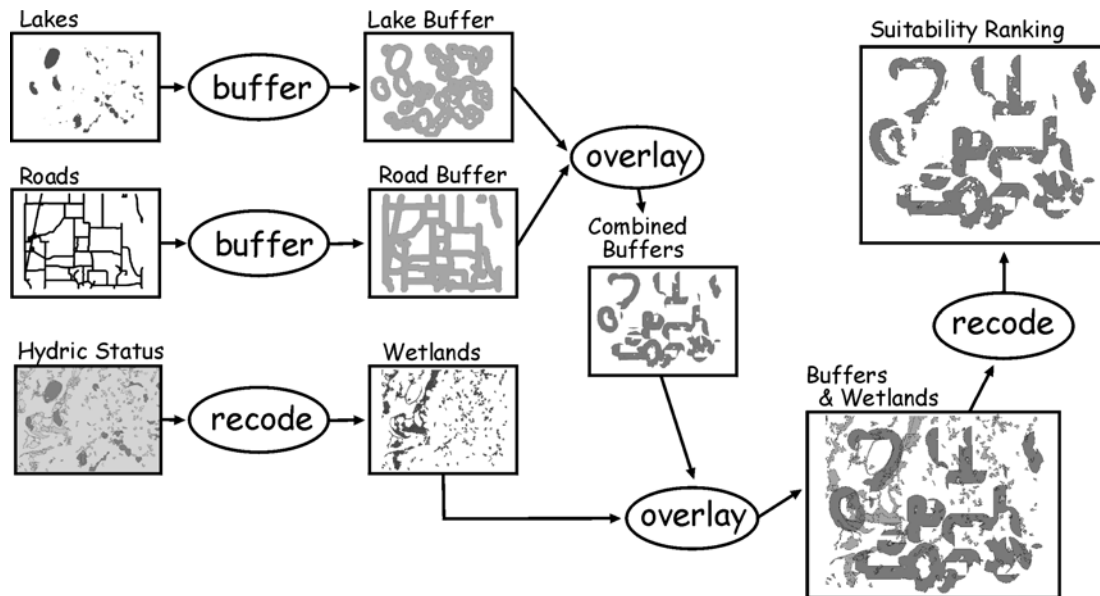 Lakes
buffer
Lake Buffer
Roads
buffer
Road Buffer
overlay
Combined
Buffers
Hydric Status
recode
Wetlands
overlay
Buffers
& Wetlands
recode
Suitability Ranking